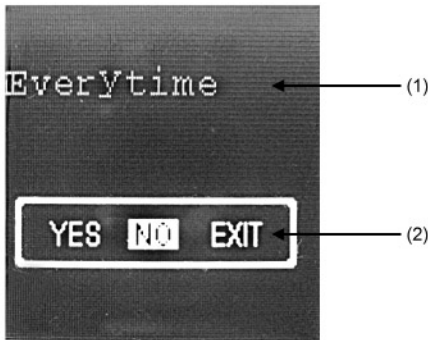 Everytime (1)
YES NO EXIT (2)